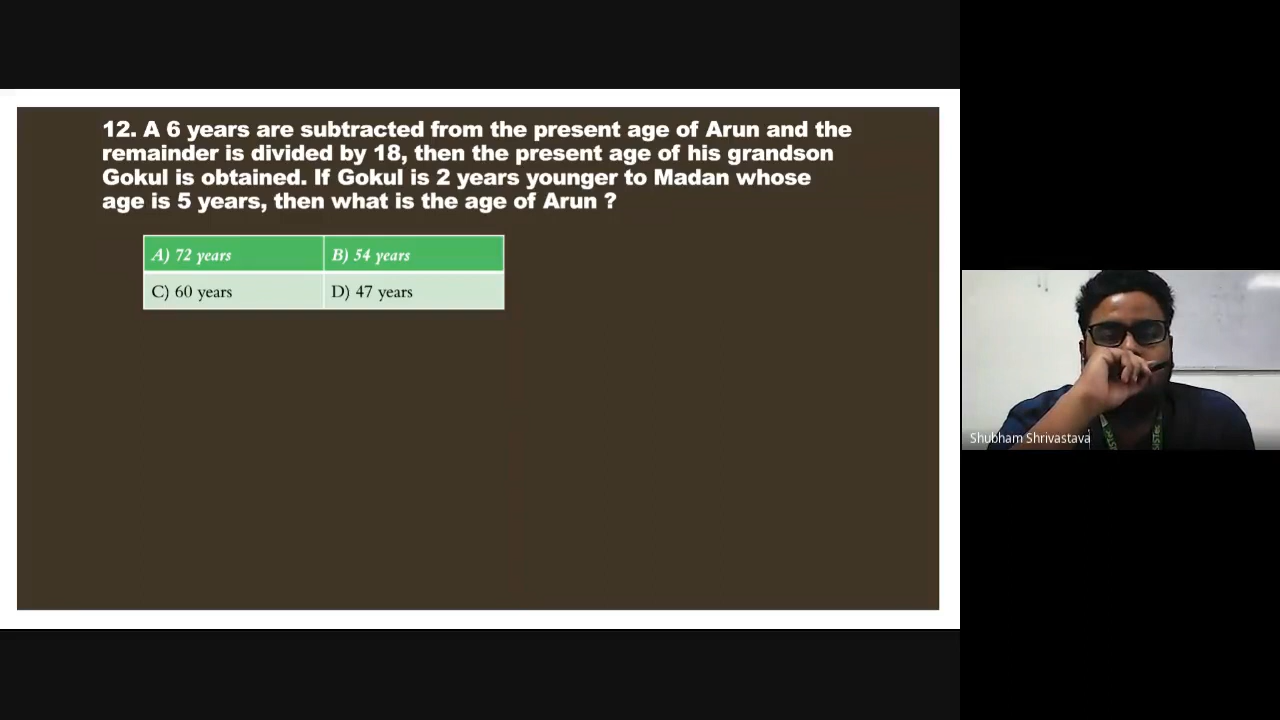 12. A 6 years are subtracted from the present age of Arun and the
remainder is divided by 18, then the present age of his grandson
Gokul is obtained. If Gokul is 2 years younger to Madan whose
age is 5 years, then what is the age of Arun ?
A) 72 years
B) 54 years
C) 60 years
D) 47 years
Shubham Shrivastava